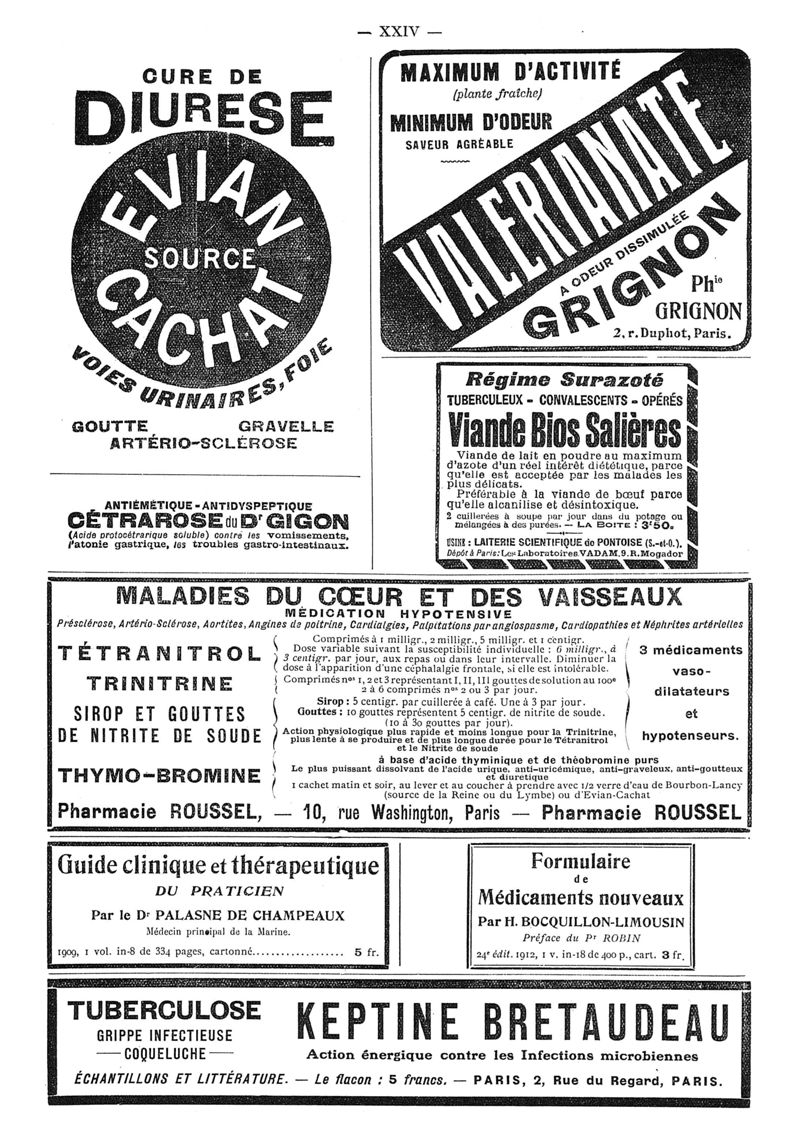 — XXIV —
CURE DE
DIURESE
EVIAN
SOURCE
CACHAT
VOIES URINAIRES, FOIE
GOUTTE GRAVELLE
ARTÉRIO-SCLÉROSE
ANTIÉMÉTIQUE - ANTIDYSPEPTIQUE
CÉTRAROSE du Dr GIGON
(Acide protocétrarique soluble) contre les vomissements,
l'atonie gastrique, les troubles gastro-intestinaux.
MAXIMUM D'ACTIVITÉ
(plante fraîche)
MINIMUM D'ODEUR
SAVEUR AGRÉABLE
VALERIANATE
A ODEUR DISSIMULÉE
GRIGNON
Phie
GRIGNON
2, r. Duphot, Paris.
Régime Surazoté
TUBERCULEUX - CONVALESCENTS - OPÉRÉS
Viande Bios Salières
Viande de lait en poudre au maximum
d'azote d'un réel intérêt diététique, parce
qu'elle est acceptée par les malades les
plus délicats.
Préférable à la viande de bœuf parce
qu'elle alcanilise et désintoxique.
2 cuillerées à soupe par jour dans du potage ou
mélangées à des purées. — LA BOITE : 3f50.
USINE : LAITERIE SCIENTIFIQUE de PONTOISE (S.-et-O.).
Dépôt à Paris: Les Laboratoires VADAM, 9. R. Mogador
MALADIES DU CŒUR ET DES VAISSEAUX
MÉDICATION HYPOTENSIVE
Présclérose, Artério-Sclérose, Aortites, Angines de poitrine, Cardialgies, Palpitations par angiospasme, Cardiopathies et Néphrites artérielles
TÉTRANITROL
Comprimés à 1 milligr., 2 milligr., 5 milligr. et 1 centigr.
Dose variable suivant la susceptibilité individuelle : 6 milligr., à
3 centigr. par jour, aux repas ou dans leur intervalle. Diminuer la
dose à l'apparition d'une céphalalgie frontale, si elle est intolérable.
TRINITRINE
Comprimés nos 1, 2 et 3 représentant I, II, III gouttes de solution au 100e
2 à 6 comprimés nos 2 ou 3 par jour.
SIROP ET GOUTTES
DE NITRITE DE SOUDE
Sirop : 5 centigr. par cuillerée à café. Une à 3 par jour.
Gouttes : 10 gouttes représentent 5 centigr. de nitrite de soude.
(10 à 30 gouttes par jour).
Action physiologique plus rapide et moins longue pour la Trinitrine,
plus lente à se produire et de plus longue durée pour le Tétranitrol
et le Nitrite de soude
3 médicaments
vaso-
dilatateurs
et
hypotenseurs.
THYMO-BROMINE
à base d'acide thyminique et de théobromine purs
Le plus puissant dissolvant de l'acide urique, anti-uricémique, anti-graveleux, anti-goutteux
et diuretique
1 cachet matin et soir, au lever et au coucher à prendre avec 1/2 verre d'eau de Bourbon-Lancy
(source de la Reine ou du Lymbe) ou d'Evian-Cachat
Pharmacie ROUSSEL, — 10, rue Washington, Paris — Pharmacie ROUSSEL
Guide clinique et thérapeutique
DU PRATICIEN
Par le Dr PALASNE DE CHAMPEAUX
Médecin principal de la Marine.
1909, 1 vol. in-8 de 334 pages, cartonné.................. 5 fr.
Formulaire
de
Médicaments nouveaux
Par H. BOCQUILLON-LIMOUSIN
Préface du Pr ROBIN
24e édit. 1912, 1 v. in-18 de 400 p., cart. 3 fr.
TUBERCULOSE
GRIPPE INFECTIEUSE
— COQUELUCHE —
KEPTINE BRETAUDEAU
Action énergique contre les Infections microbiennes
ÉCHANTILLONS ET LITTÉRATURE. — Le flacon : 5 francs. — PARIS, 2, Rue du Regard, PARIS.